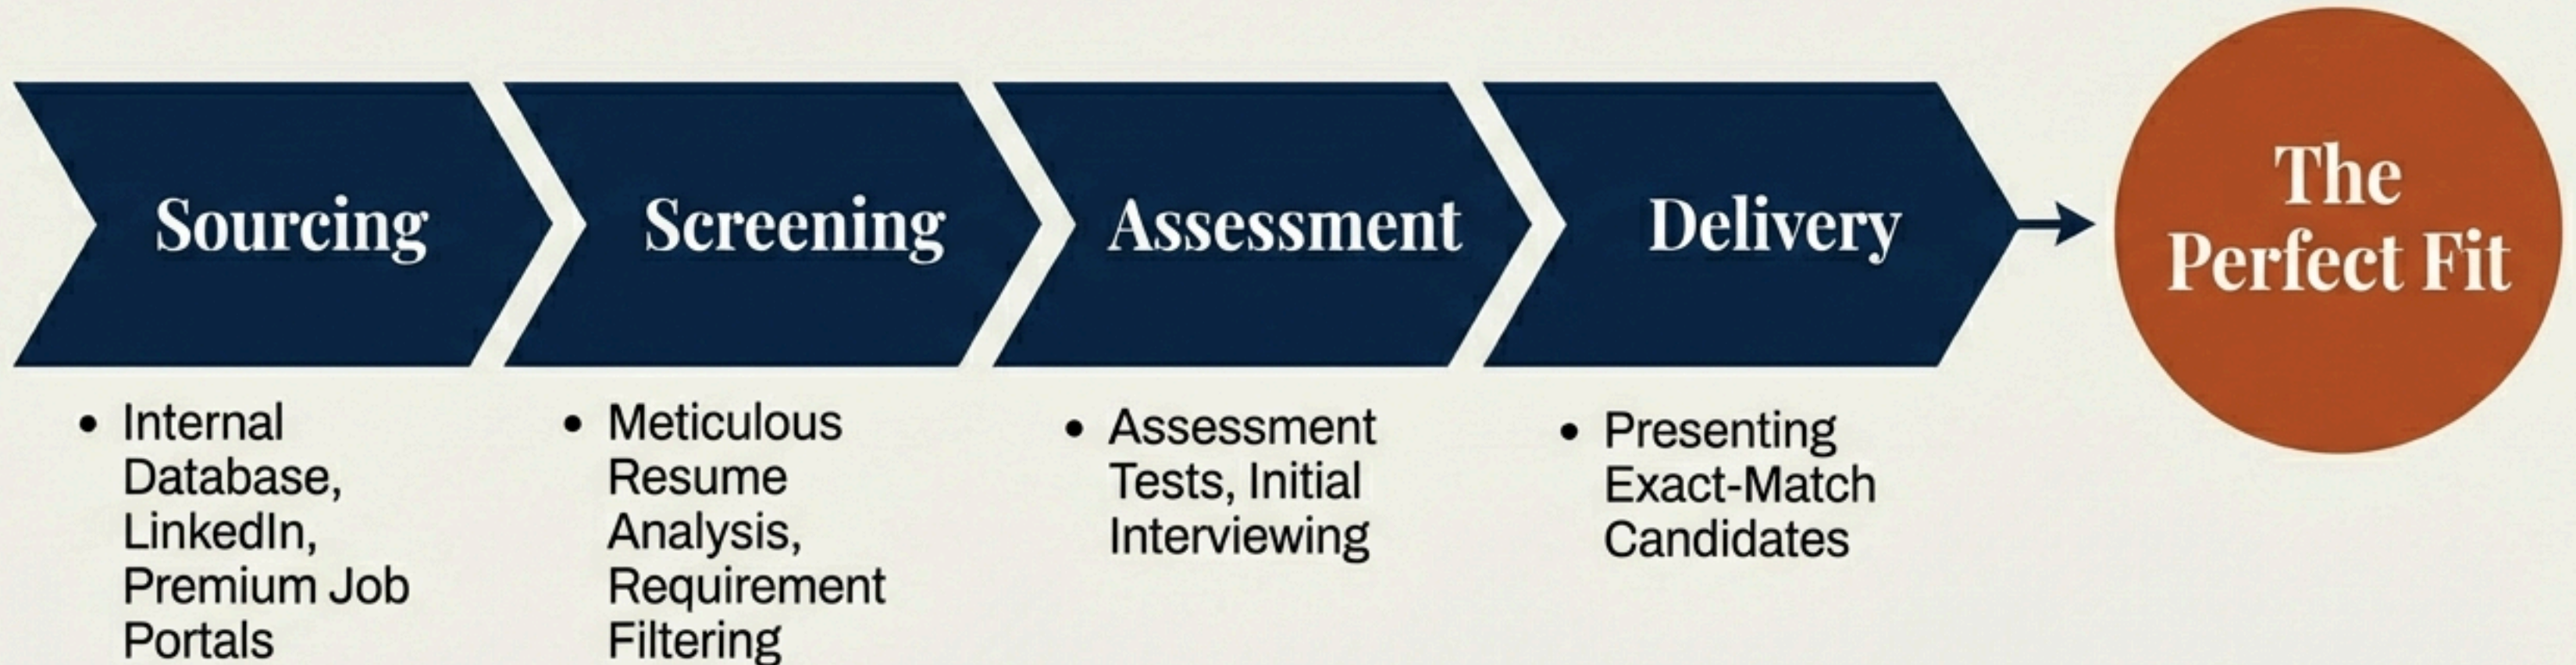 Sourcing
Screening
Assessment
Delivery
The
Perfect Fit
• Internal
Database,
LinkedIn,
Premium Job
Portals
• Meticulous
Resume
Analysis,
Requirement
Filtering
• Assessment
Tests, Initial
Interviewing
• Presenting
Exact-Match
Candidates